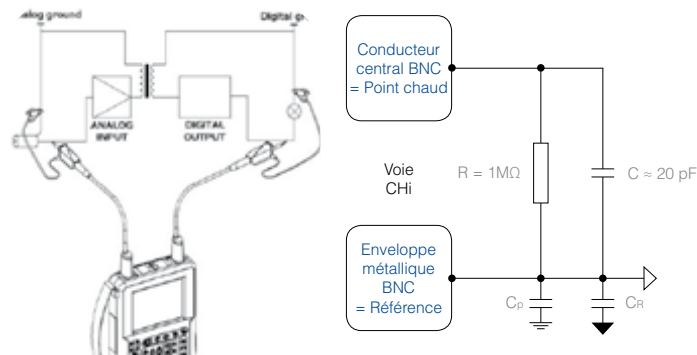 alog ground
Digital g
ANALOG
INPUT
DIGITAL
OUTPUT
Conducteur
central BNC
= Point chaud
Voie
CHi
R = 1MΩ
C ≈ 20 pF
Enveloppe
métallique
BNC
= Référence
Cp
CR